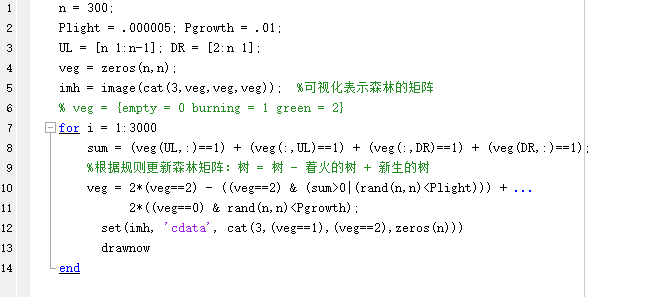 1 n = 300;
2 Plight = .000005; Pgrowth = .01;
3 UL = [n 1:n-1]; DR = [2:n 1];
4 veg = zeros(n,n);
5 imh = image(cat(3,veg,veg,veg)); %可视化表示森林的矩阵
6 % veg = {empty = 0 burning = 1 green = 2}
7 for i = 1:3000
8 sum = (veg(UL,:)==1) + (veg(:,UL)==1) + (veg(:,DR)==1) + (veg(DR,:)==1);
9 %根据规则更新森林矩阵：树 = 树 - 着火的树 + 新生的树
10 veg = 2*(veg==2) - ((veg==2) & (sum>0|(rand(n,n)<Plight))) + ...
11 2*((veg==0) & rand(n,n)<Pgrowth);
12 set(imh, 'cdata', cat(3,(veg==1),(veg==2),zeros(n)))
13 drawnow
14 end